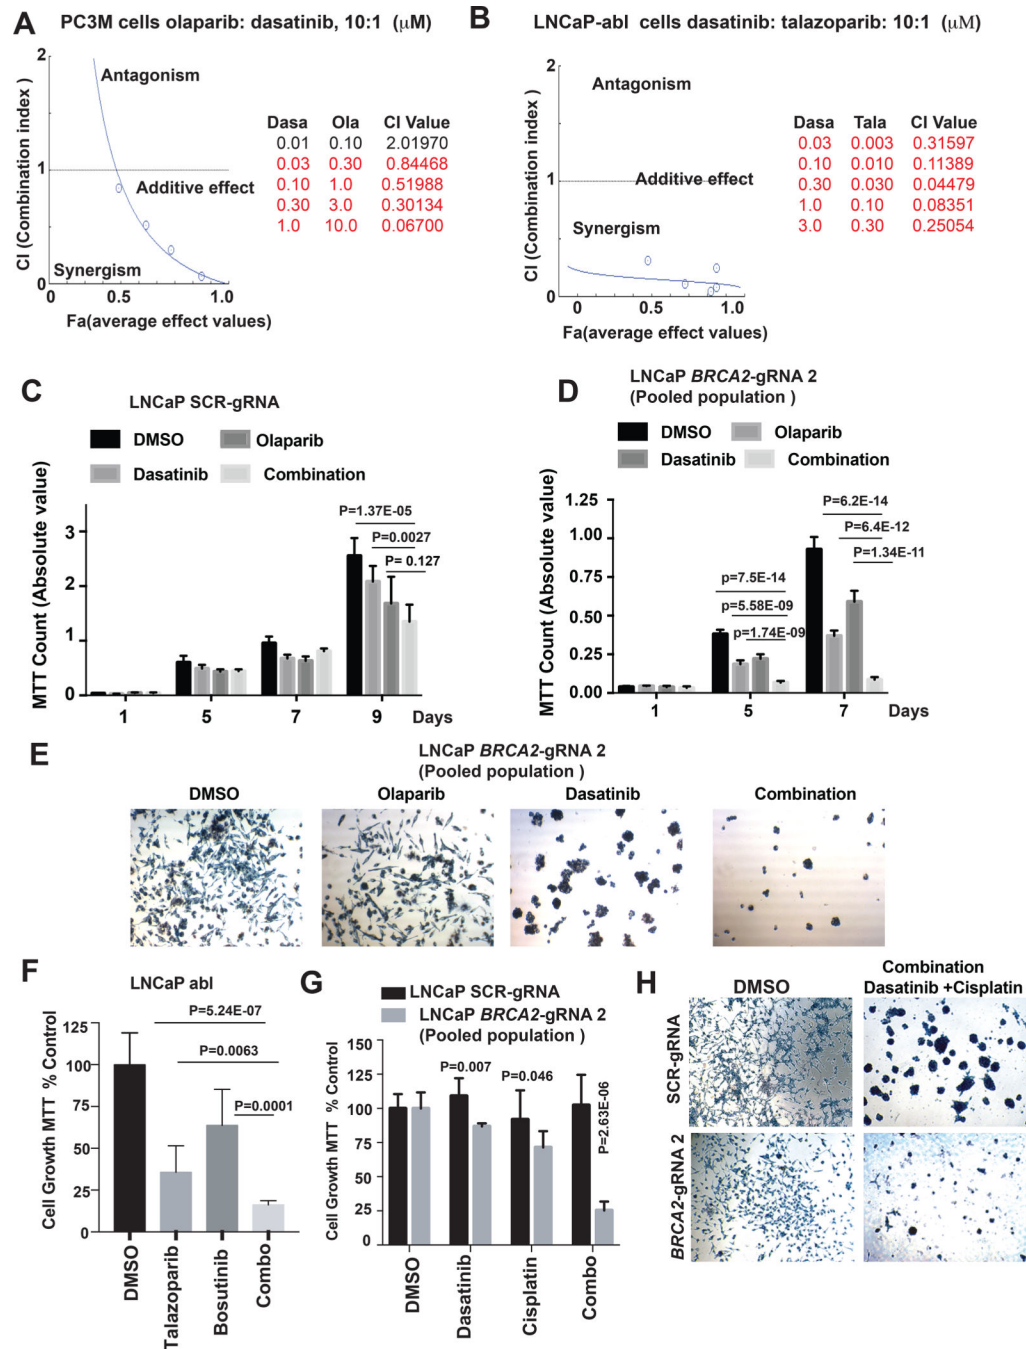 A PC3M cells olaparib: dasatinib, 10:1 (μM)
CI (Combination index )
2
1
0
Antagonism
Additive effect
Synergism
0 0.5 1.0
Fa(average effect values)
Dasa Ola CI Value
0.01 0.10 2.01970
0.03 0.30 0.84468
0.10 1.0 0.51988
0.30 3.0 0.30134
1.0 10.0 0.06700
B LNCaP-abl cells dasatinib: talazoparib: 10:1 (μM)
CI (Combination index )
2
1
0
Antagonism
Additive effect
Synergism
0 0.5 1.0
Fa(average effect values)
Dasa Tala CI Value
0.03 0.003 0.31597
0.10 0.010 0.11389
0.30 0.030 0.04479
1.0 0.10 0.08351
3.0 0.30 0.25054
C LNCaP SCR-gRNA
DMSO Olaparib
Dasatinib Combination
MTT Count (Absolute value)
3
2
1
0
P=1.37E-05
P=0.0027
P= 0.127
1 5 7 9 Days
D LNCaP BRCA2-gRNA 2
(Pooled population )
DMSO Olaparib
Dasatinib Combination
MTT Count (Absolute value)
1.25
1.00
0.75
0.50
0.25
0.00
P=6.2E-14
P=6.4E-12
P=1.34E-11
p=7.5E-14
p=5.58E-09
p=1.74E-09
1 5 7 Days
E LNCaP BRCA2-gRNA 2
(Pooled population )
DMSO Olaparib Dasatinib Combination
F LNCaP abl
Cell Growth MTT % Control
125
100
75
50
25
0
P=5.24E-07
P=0.0063
P=0.0001
DMSO
Talazoparib
Bosutinib
Combo
G LNCaP SCR-gRNA
LNCaP BRCA2-gRNA 2
(Pooled population )
Cell Growth MTT % Control
125
100
75
50
25
0
P=0.007
P=0.046
P=2.63E-06
DMSO
Dasatinib
Cisplatin
Combo
H
DMSO
Combination
Dasatinib +Cisplatin
SCR-gRNA
BRCA2-gRNA 2